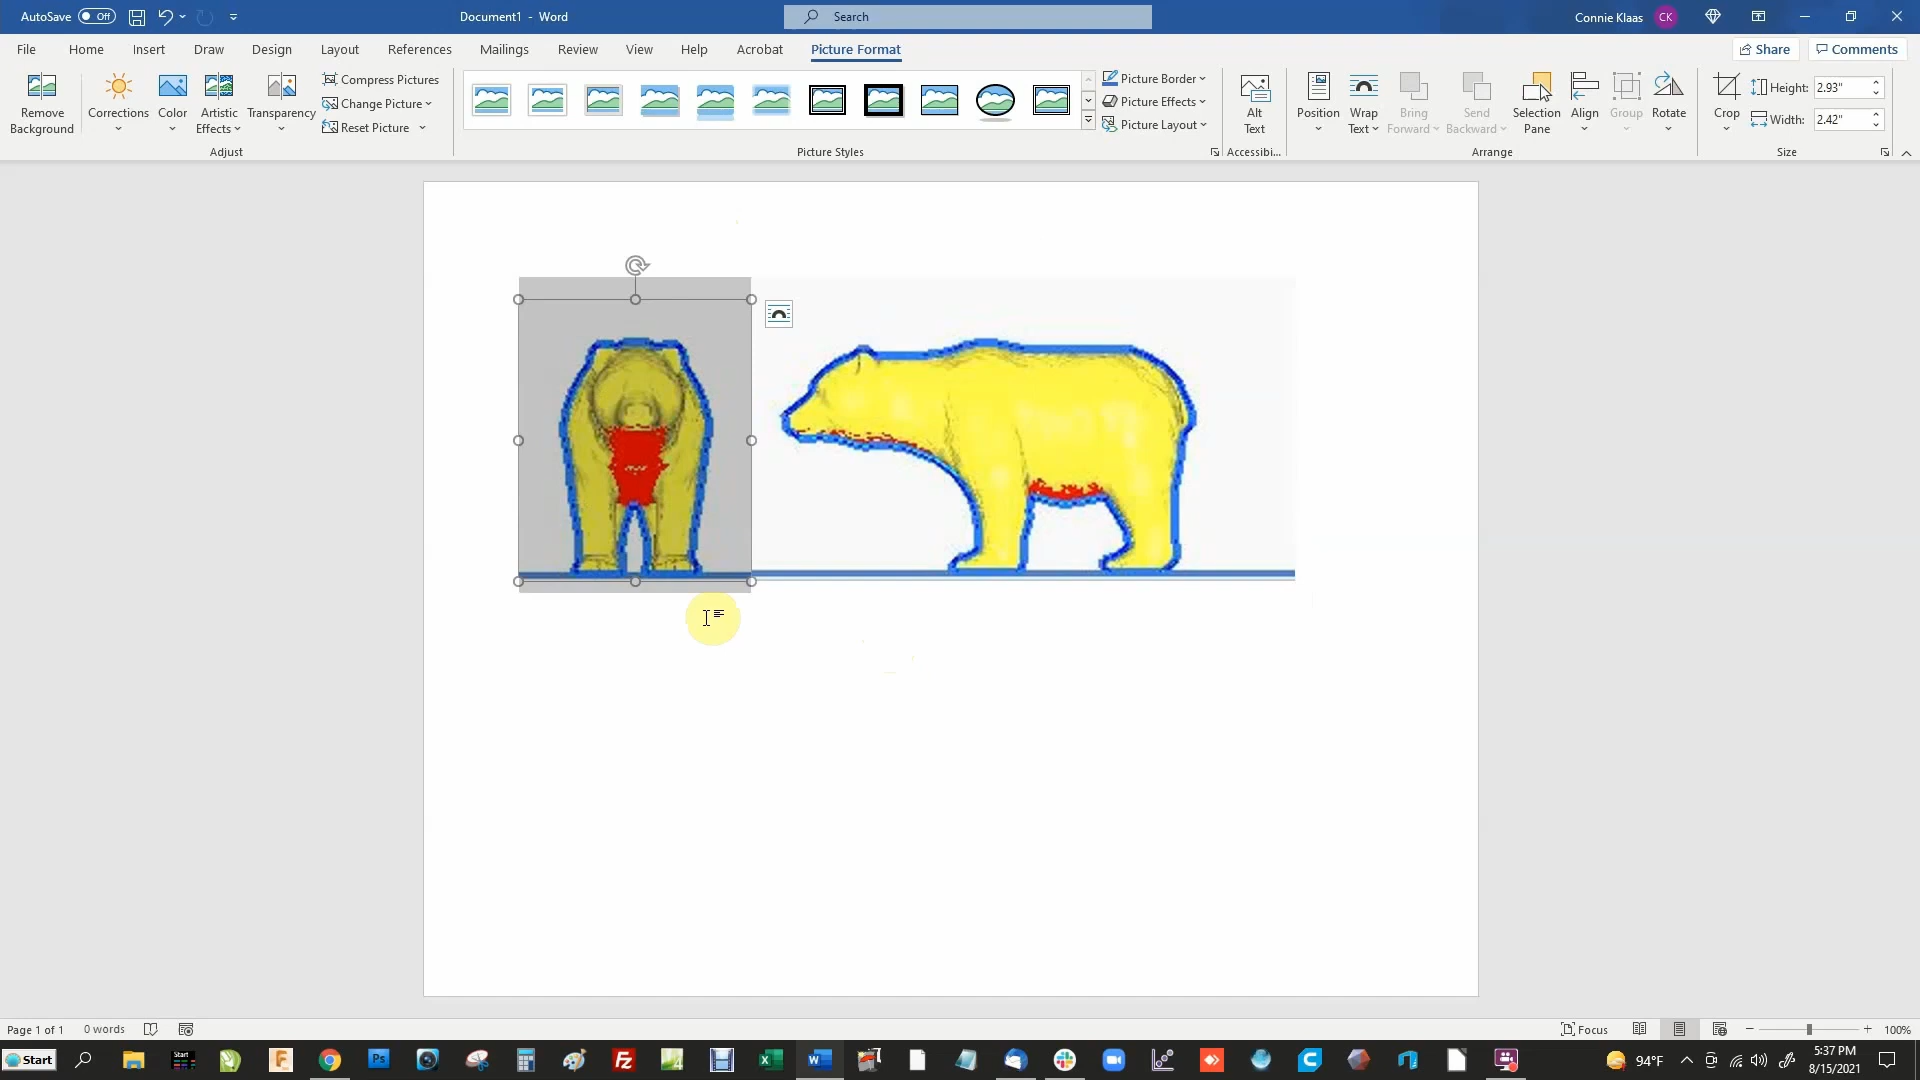 AutoSave Off Document1 - Word Search Connie Klaas CK
File Home Insert Draw Design Layout References Mailings Review View Help Acrobat Picture Format Share Comments
Remove Background
Corrections
Color
Artistic Effects
Transparency
Compress Pictures
Change Picture
Reset Picture
Adjust
Picture Border
Picture Effects
Picture Layout
Picture Styles
Alt Text
Accessibi...
Position
Wrap Text
Bring Forward
Send Backward
Selection Pane
Align
Group
Rotate
Arrange
Crop
Height: 2.93"
Width: 2.42"
Size
Page 1 of 1 0 words Focus 100%
Start Start 94°F 5:37 PM
8/15/2021